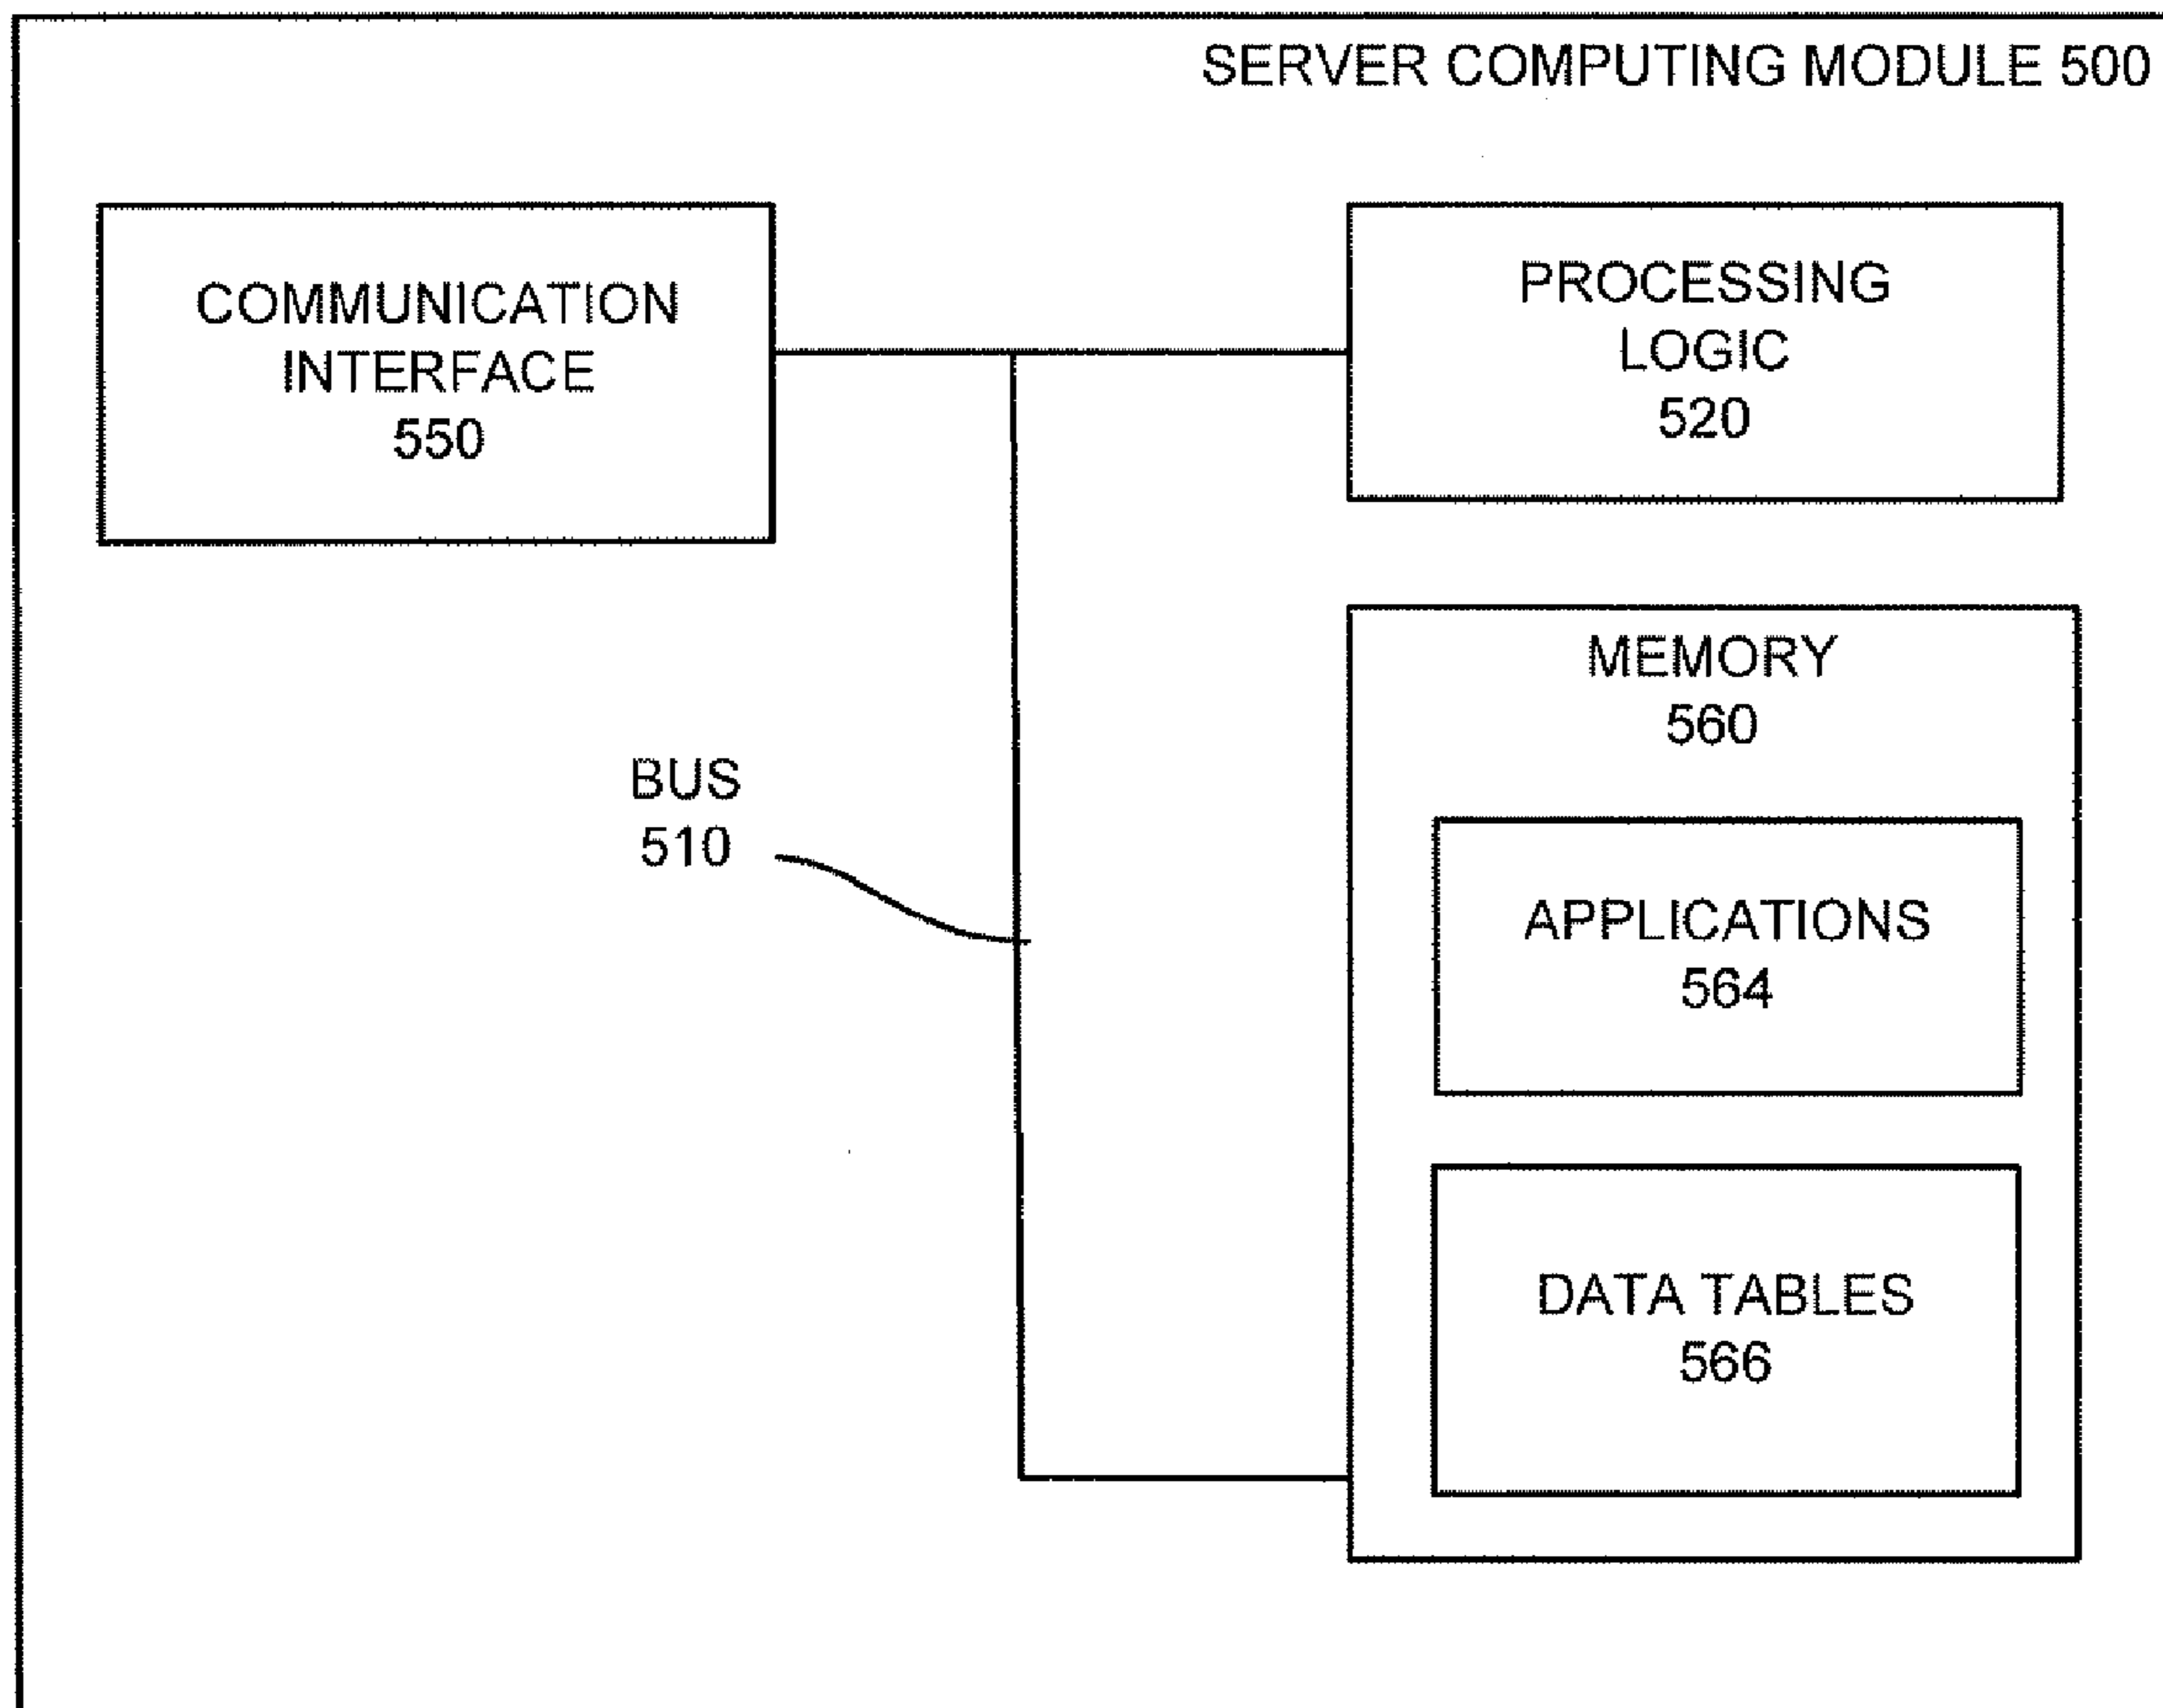 SERVER COMPUTING MODULE 500
COMMUNICATION
INTERFACE
550
PROCESSING
LOGIC
520
MEMORY
560
BUS
510
APPLICATIONS
564
DATA TABLES
566